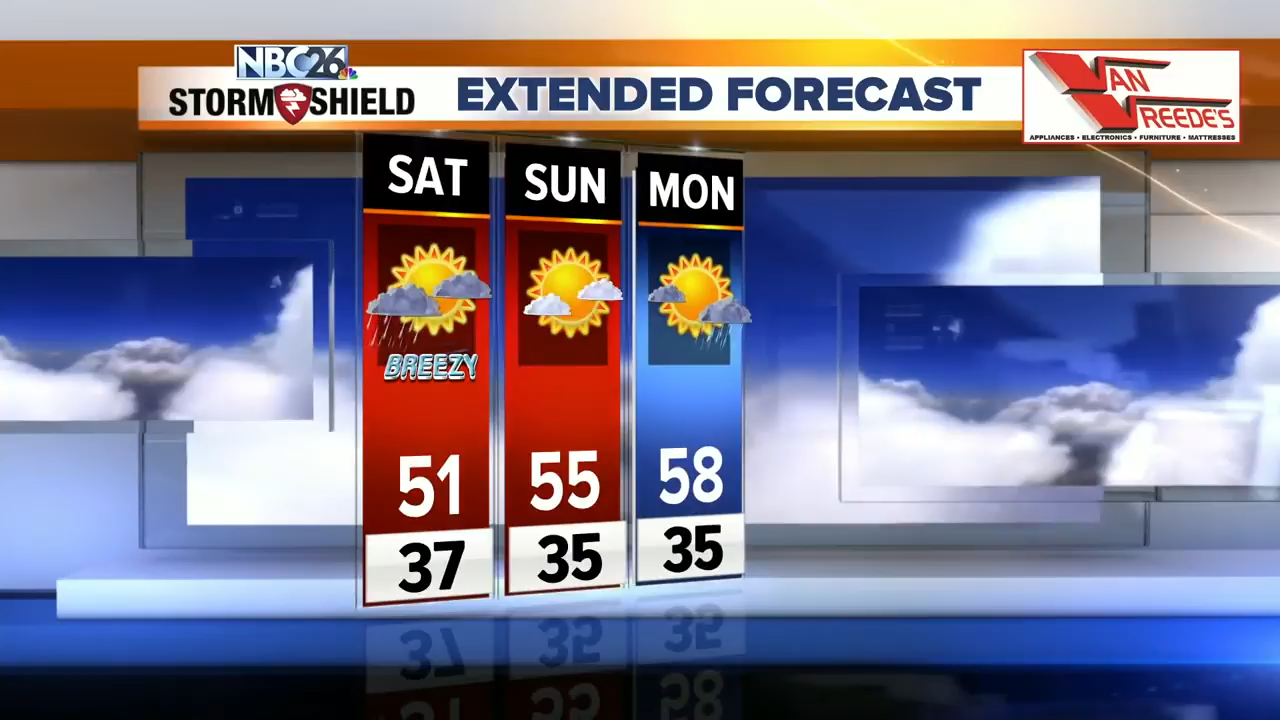 NBC26
STORM SHIELD
EXTENDED FORECAST
VAN
VREEDE'S
APPLIANCES • ELECTRONICS • FURNITURE • MATTRESSES
SAT
SUN
MON
BREEZY
51
55
58
37
35
35